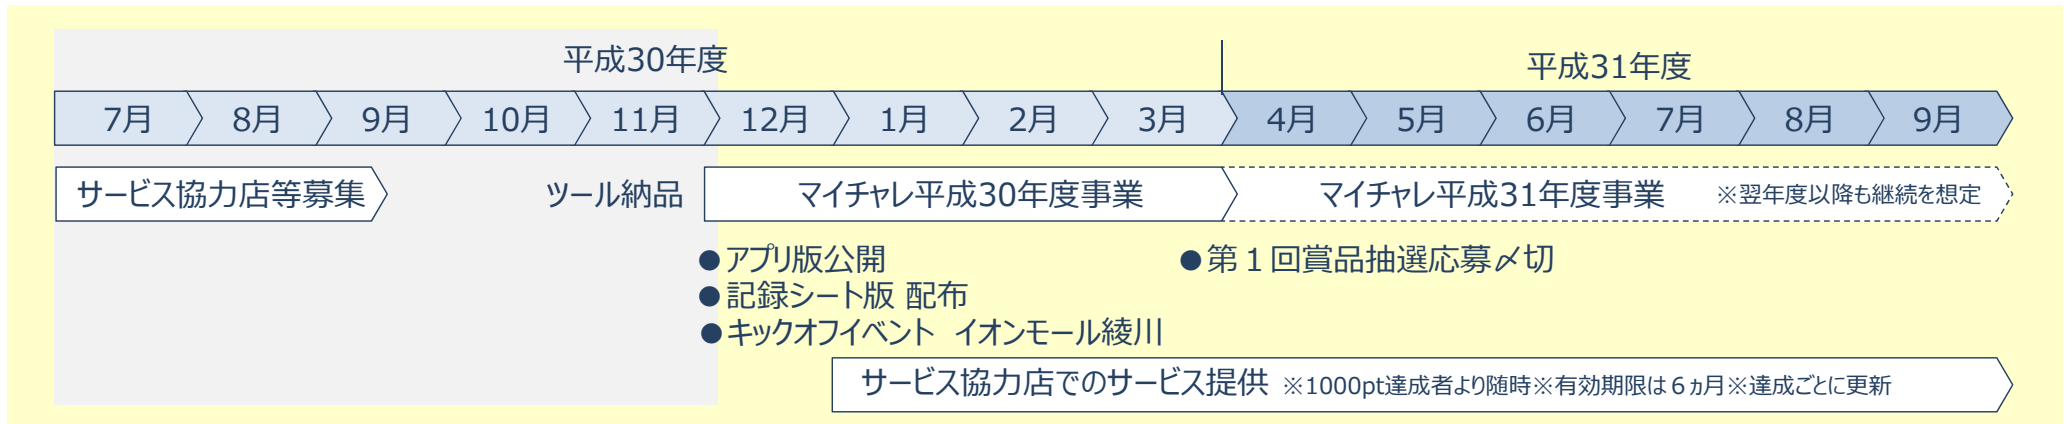 平成30年度
平成31年度
7月 8月 9月 10月 11月 12月 1月 2月 3月 4月 5月 6月 7月 8月 9月
サービス協力店等募集 ツール納品 マイチャレ平成30年度事業 マイチャレ平成31年度事業 ※翌年度以降も継続を想定
●アプリ版公開 ●第１回賞品抽選応募〆切
●記録シート版 配布
●キックオフイベント　イオンモール綾川
サービス協力店でのサービス提供 ※1000pt達成者より随時※有効期限は６ヵ月※達成ごとに更新